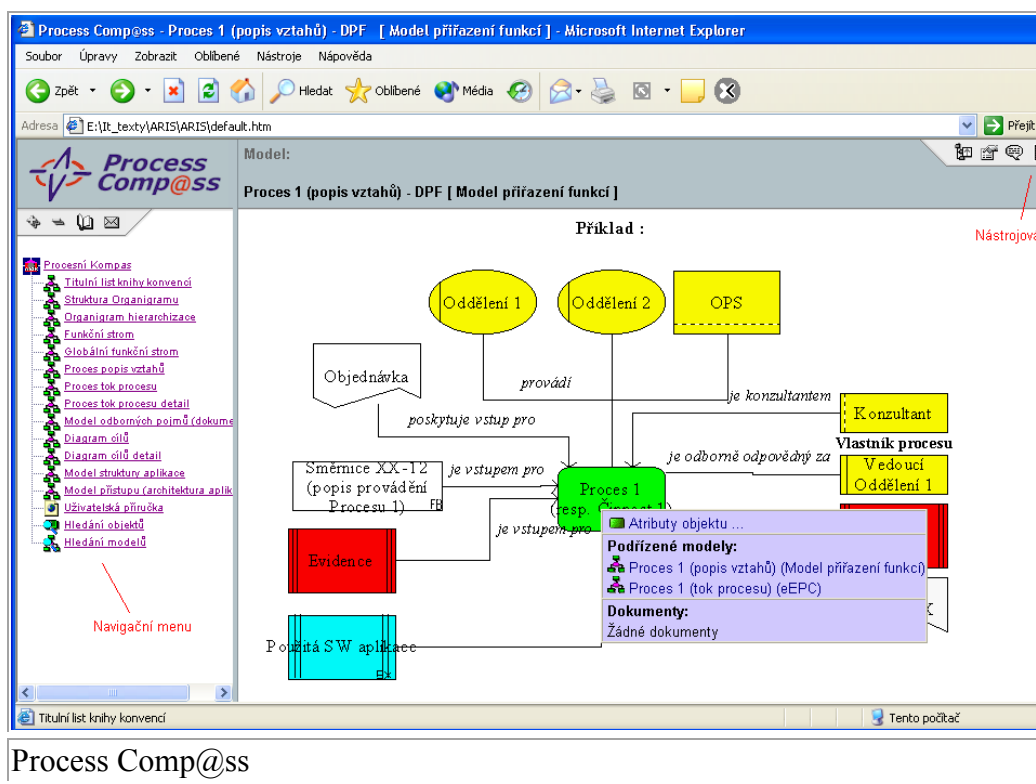 Process Comp@ss - Proces 1 (popis vztahů) - DPF [ Model přiřazení funkcí ] - Microsoft Internet Explorer
Soubor Úpravy Zobrazit Oblíbené Nástroje Nápověda
Zpět Hledat Oblíbené Média
Adresa E:\It_texty\ARIS\ARIS\default.htm Přejít
Process
Comp@ss
Model:
Proces 1 (popis vztahů) - DPF [ Model přiřazení funkcí ]
Nástrojová
Procesní Kompas
Titulní list knihy konvencí
Struktura Organigramu
Organigram hierarchizace
Funkční strom
Globální funkční strom
Proces popis vztahů
Proces tok procesu
Proces tok procesu detail
Model odborných pojmů (dokume
Diagram cílů
Diagram cílů detail
Model struktury aplikace
Model přístupu (architektura aplik
Uživatelská příručka
Hledání objektů
Hledání modelů
Navigační menu
Příklad :
Oddělení 1
Oddělení 2
OPS
Objednávka
provádí
je konzultantem
Konzultant
poskytuje vstup pro
Vlastník procesu
Směrnice XX-12
(popis provádění
Procesu 1)
FB
je vstupem pro
je odborně odpovědný za
Vedoucí
Oddělení 1
Proces 1
(resp. Činnost 1)
je vstupem pro
Evidence
Použitá SW aplikace
Atributy objektu ...
Podřízené modely:
Proces 1 (popis vztahů) (Model přiřazení funkcí)
Proces 1 (tok procesu) (eEPC)
Dokumenty:
Žádné dokumenty
Titulní list knihy konvencí
Tento počítač
Process Comp@ss